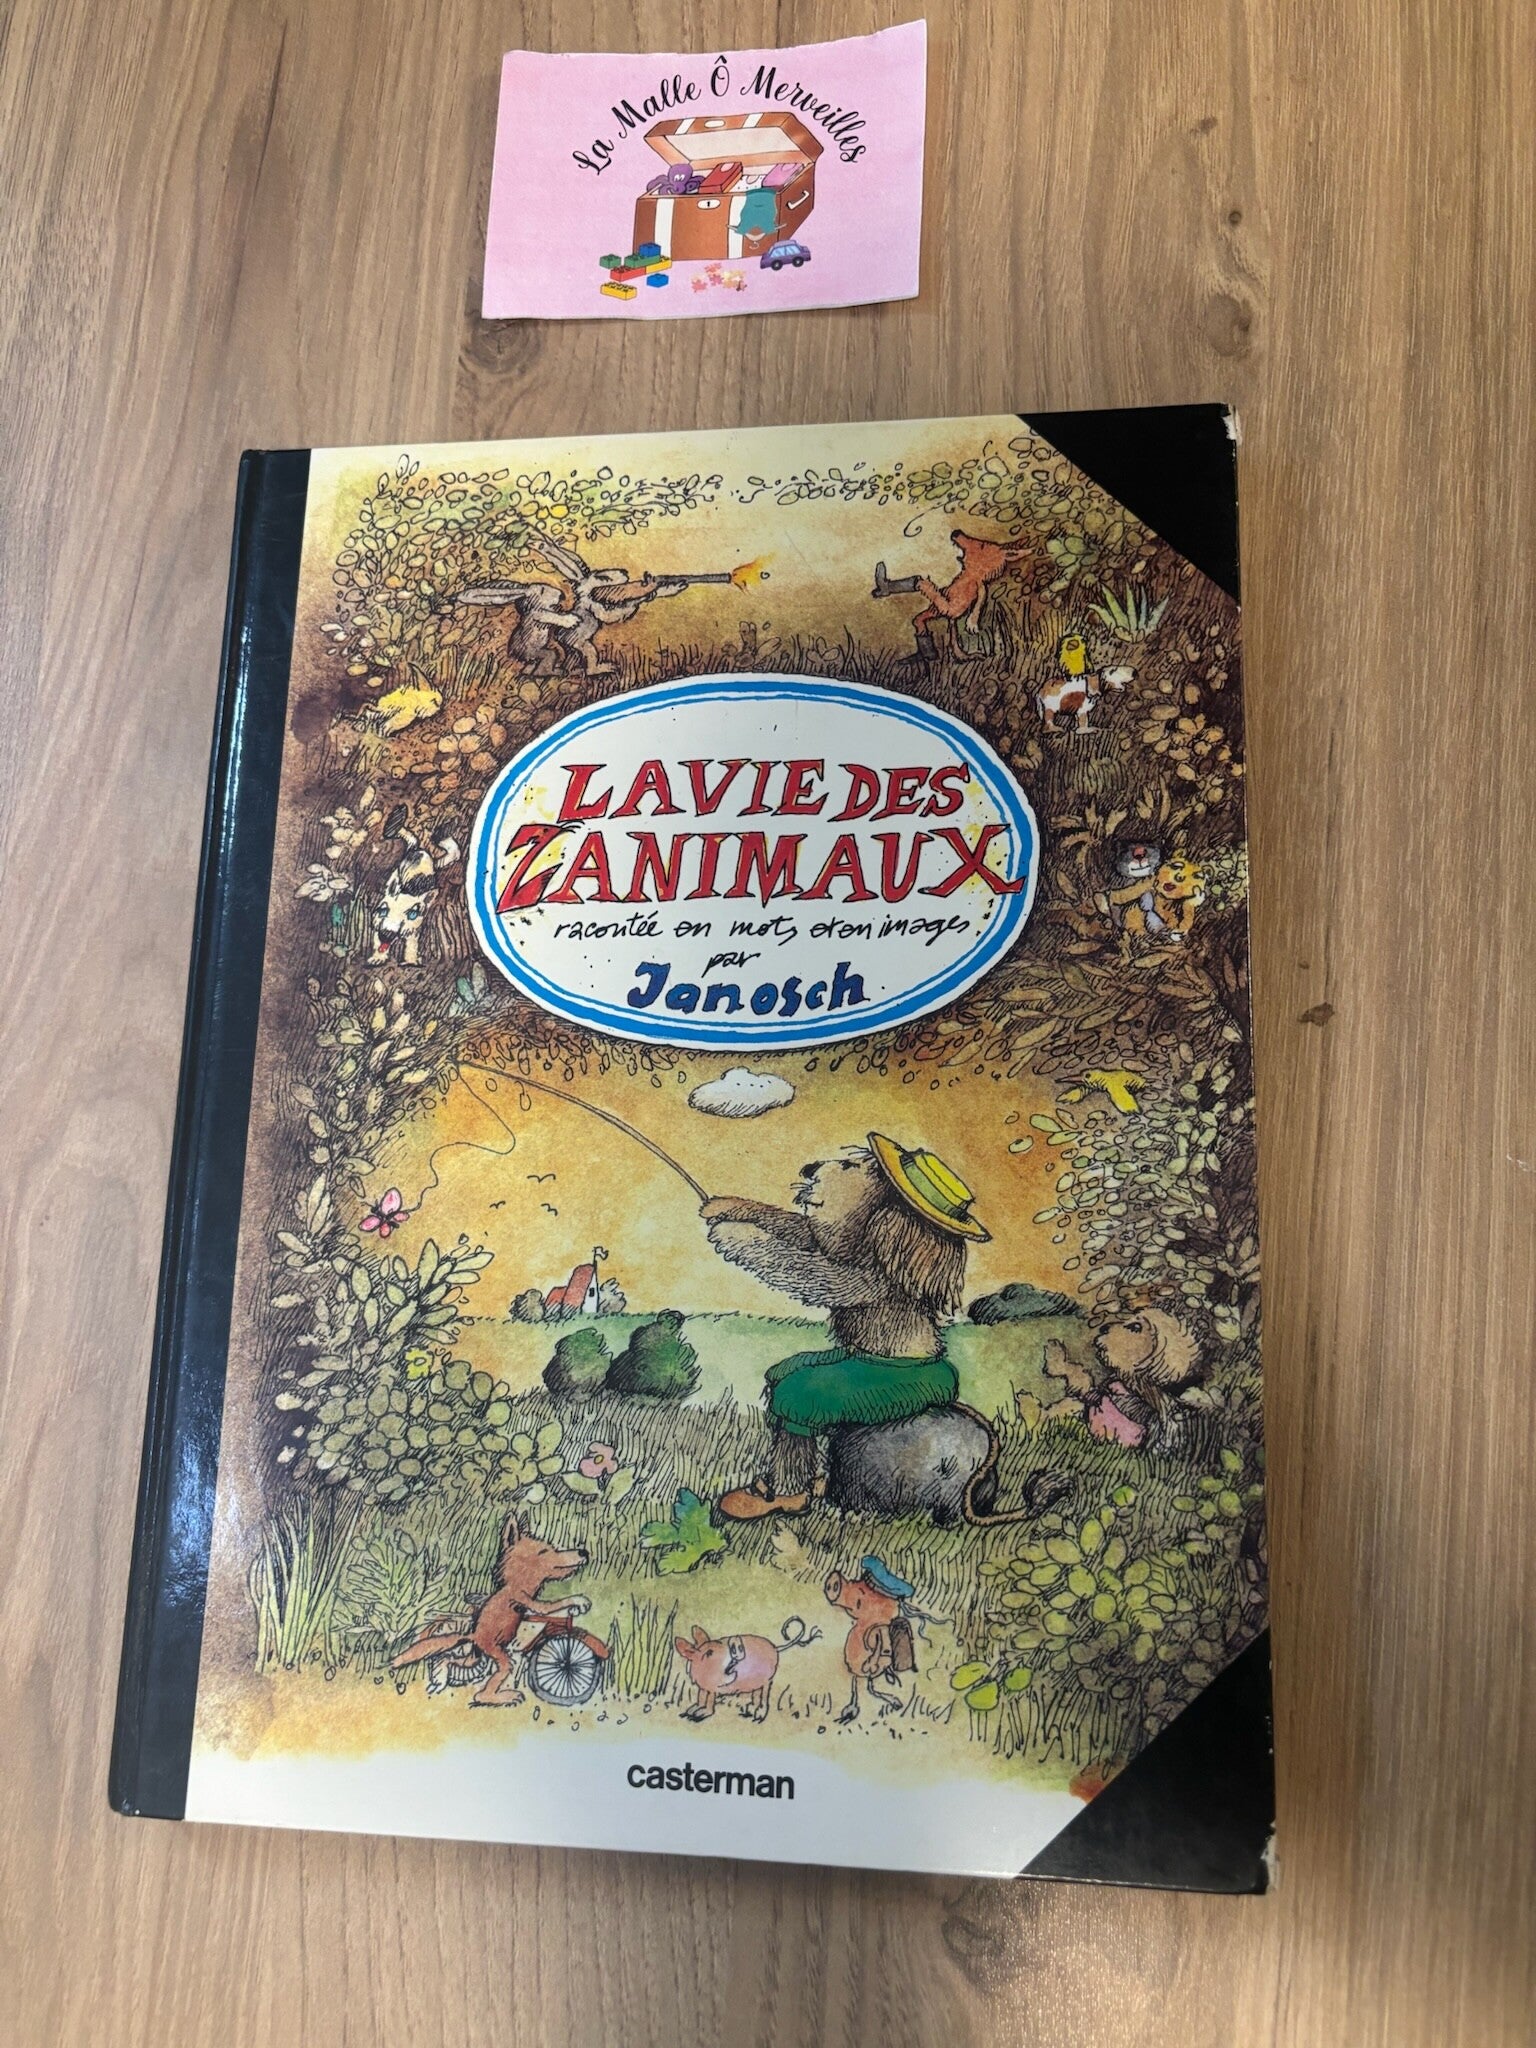 La Malle Ô Merveilles
LA VIE DES
ZANIMAUX
racontée en mots et en images
par
Janosch
casterman